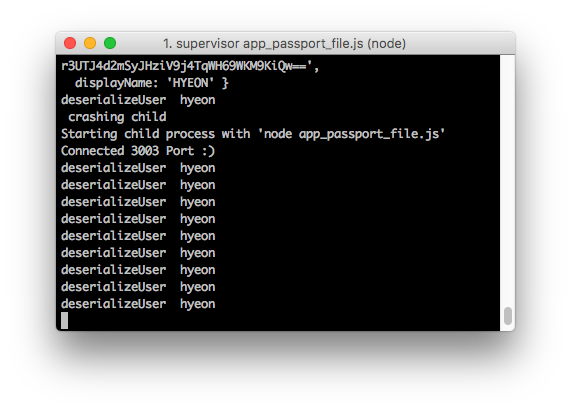 1. supervisor app_passport_file.js (node)
r3UTJ4d2mSyJHziV9j4TqWH69WKM9KiQw==',
  displayName: 'HYEON' }
deserializeUser  hyeon
 crashing child
Starting child process with 'node app_passport_file.js'
Connected 3003 Port :)
deserializeUser  hyeon
deserializeUser  hyeon
deserializeUser  hyeon
deserializeUser  hyeon
deserializeUser  hyeon
deserializeUser  hyeon
deserializeUser  hyeon
deserializeUser  hyeon
deserializeUser  hyeon